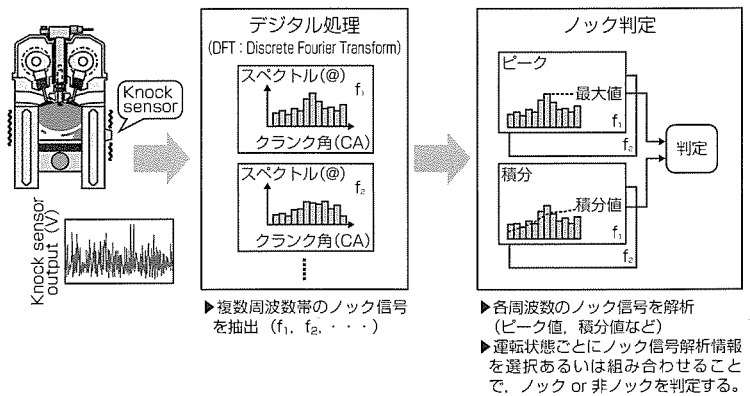 Knock
sensor
Knock sensor
output (V)
デジタル処理
(DFT:Discrete Fourier Transform)
スペクトル(@)
f₁
クランク角(CA)
スペクトル(@)
f₂
クランク角(CA)
▶複数周波数帯のノック信号
を抽出（f₁, f₂, ・・・）
ノック判定
ピーク
最大値
f₁
f₂
積分
積分値
f₁
f₂
判定
▶各周波数のノック信号を解析
（ピーク値，積分値など）
▶運転状態ごとにノック信号解析情報
を選択あるいは組み合わせること
で，ノック or 非ノックを判定する。